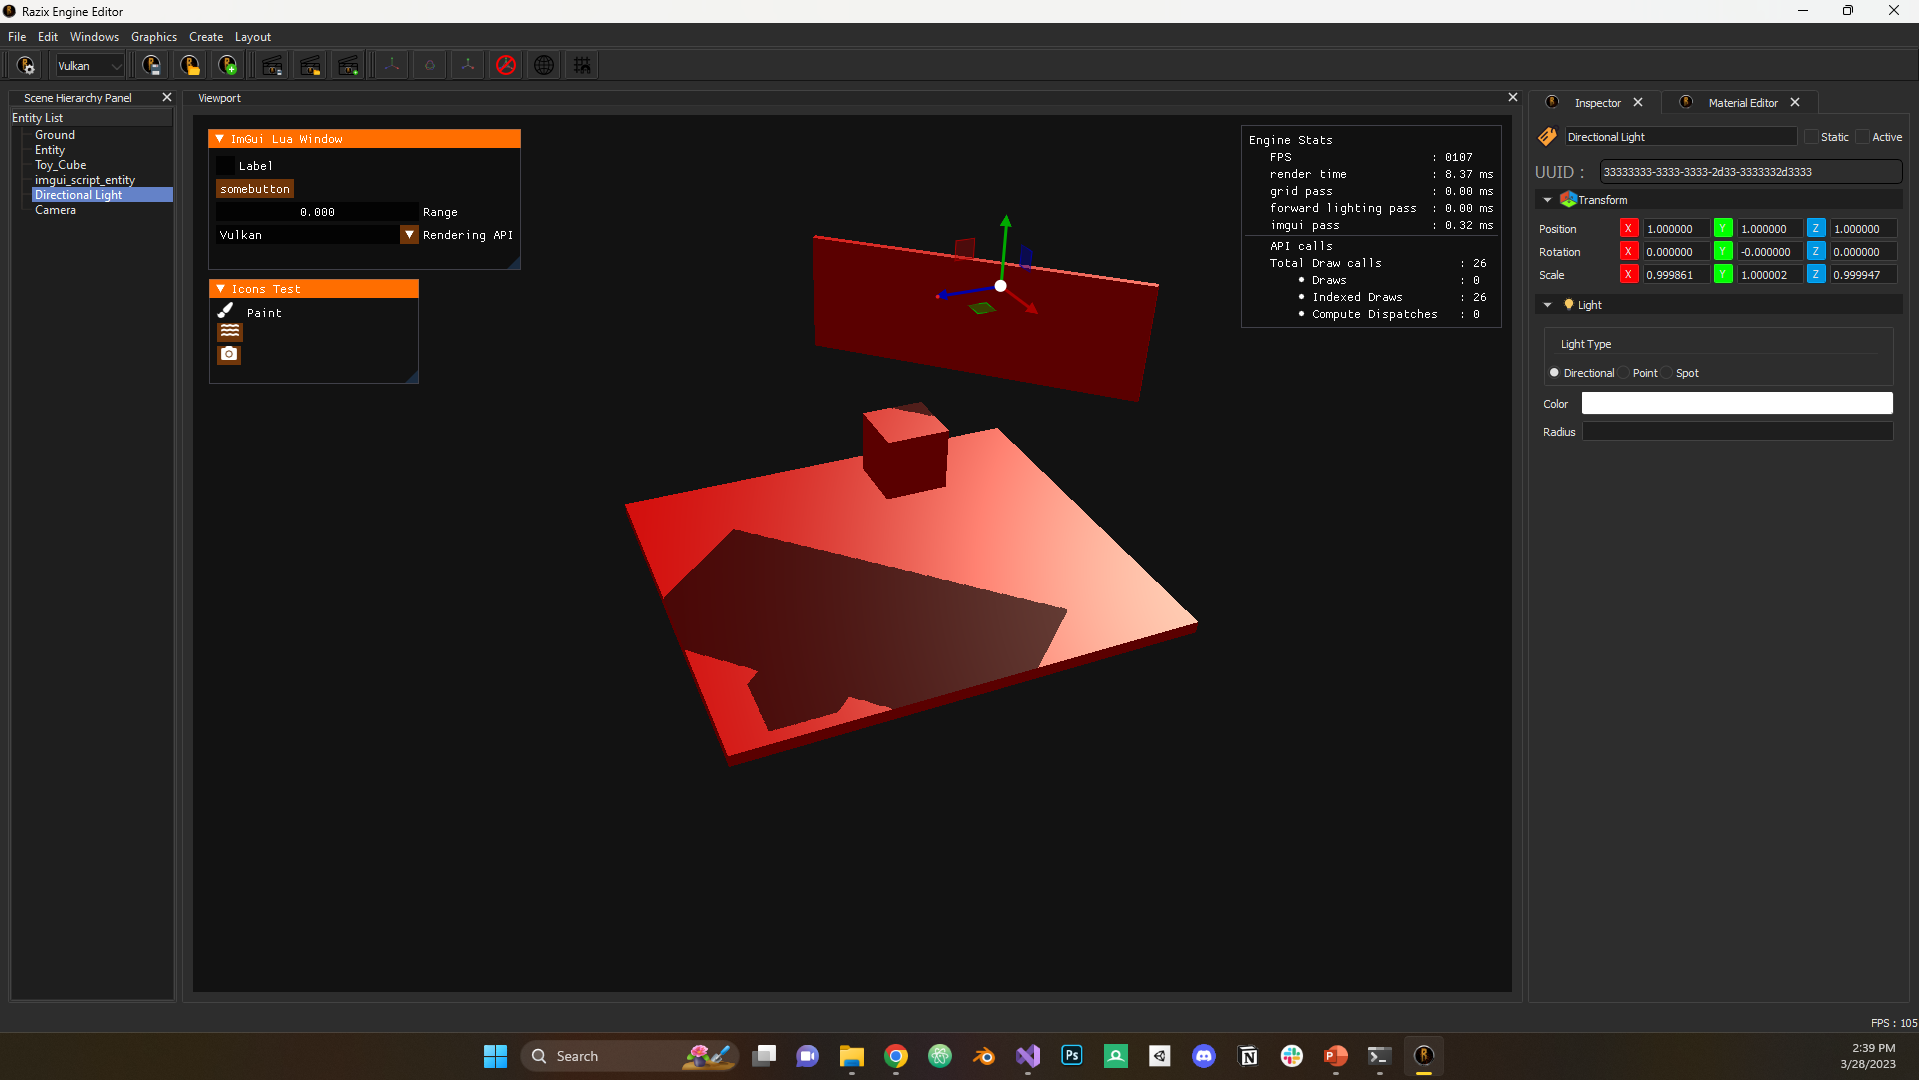 Razix Engine Editor
File Edit Windows Graphics Create Layout
Vulkan
Scene Hierarchy Panel
Entity List
Ground
Entity
Toy_Cube
imgui_script_entity
Directional Light
Camera
Viewport
ImGui Lua Window
Label
somebutton
0.000 Range
Vulkan Rendering API
Icons Test
Paint
Engine Stats
FPS : 0107
render time : 8.37 ms
grid pass : 0.00 ms
forward lighting pass : 0.00 ms
imgui pass : 0.32 ms
API calls
Total Draw calls : 26
• Draws : 0
• Indexed Draws : 26
• Compute Dispatches : 0
Inspector Material Editor
Directional Light Static Active
UUID : 33333333-3333-3333-2d33-3333332d3333
Transform
Position X 1.000000 Y 1.000000 Z 1.000000
Rotation X 0.000000 Y -0.000000 Z 0.000000
Scale X 0.999861 Y 1.000002 Z 0.999947
Light
Light Type
Directional Point Spot
Color
Radius
FPS : 105
Search
Ps
2:39 PM
3/28/2023